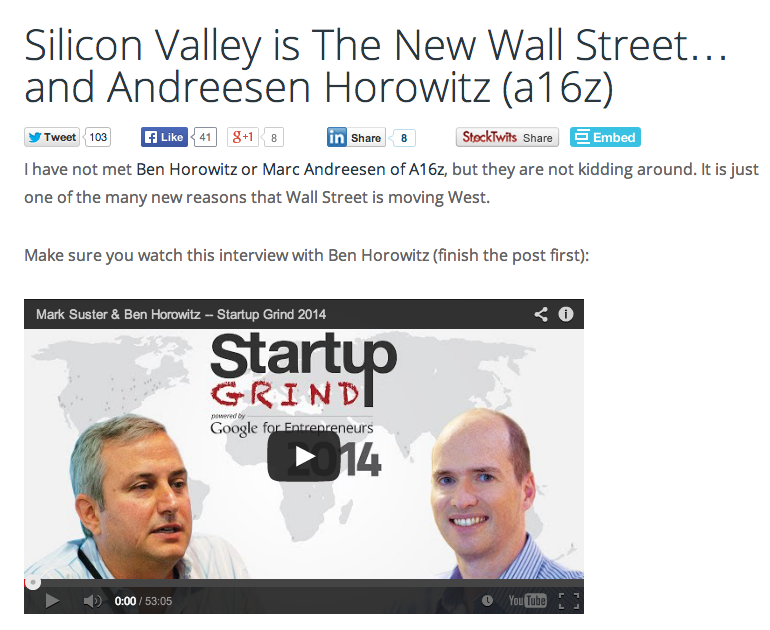 Silicon Valley is The New Wall Street…
and Andreesen Horowitz (a16z)
Tweet 103 Like 41 g+1 8 in Share 8 StockTwits Share Embed
I have not met Ben Horowitz or Marc Andreesen of A16z, but they are not kidding around. It is just
one of the many new reasons that Wall Street is moving West.
Make sure you watch this interview with Ben Horowitz (finish the post first):
Mark Suster & Ben Horowitz -- Startup Grind 2014
Startup
GRIND
powered by
Google for Entrepreneurs
2014
0:00 / 53:05 YouTube